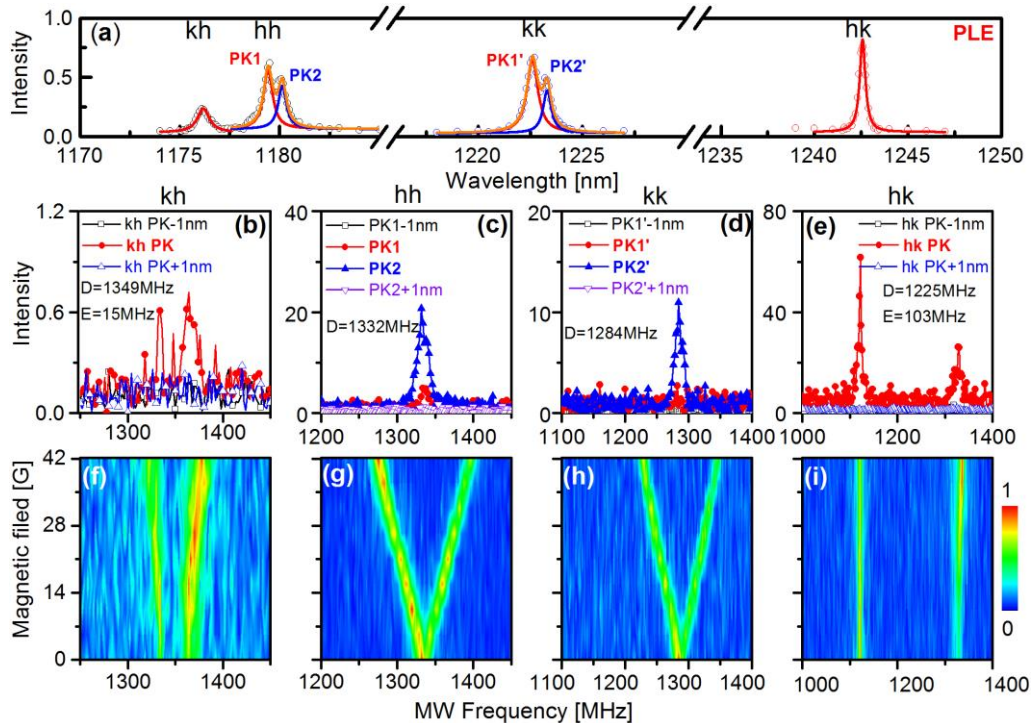 (a) kh hh kk hk PLE
PK1 PK2 PK1' PK2'
Intensity
1.0
0.5
0.0
1170 1175 1180 1220 1225 1235 1240 1245 1250
Wavelength [nm]
kh hh kk hk
(b)
kh PK-1nm
kh PK
kh PK+1nm
D=1349MHz
E=15MHz
Intensity
1.2
0.6
0.0
1300 1350 1400
(c)
PK1-1nm
PK1
PK2
PK2+1nm
D=1332MHz
40
20
0
1200 1300 1400
(d)
PK1'-1nm
PK1'
PK2'
PK2'+1nm
D=1284MHz
20
10
0
1100 1200 1300 1400
(e)
hk PK-1nm
hk PK
hk PK+1nm
D=1225MHz
E=103MHz
80
40
0
1000 1200 1400
Magnetic filed [G]
42
28
14
0
(f)
1300 1350 1400
(g)
1200 1300 1400
(h)
1100 1200 1300 1400
(i)
1000 1200 1400
1
0
MW Frequency [MHz]